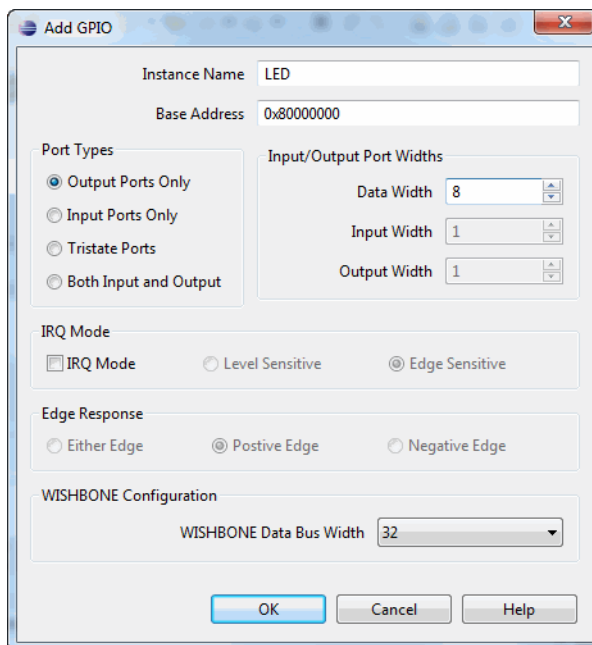 Add GPIO
Instance Name LED
Base Address 0x80000000
Port Types
Output Ports Only
Input Ports Only
Tristate Ports
Both Input and Output
Input/Output Port Widths
Data Width 8
Input Width 1
Output Width 1
IRQ Mode
IRQ Mode Level Sensitive Edge Sensitive
Edge Response
Either Edge Postive Edge Negative Edge
WISHBONE Configuration
WISHBONE Data Bus Width 32
OK Cancel Help